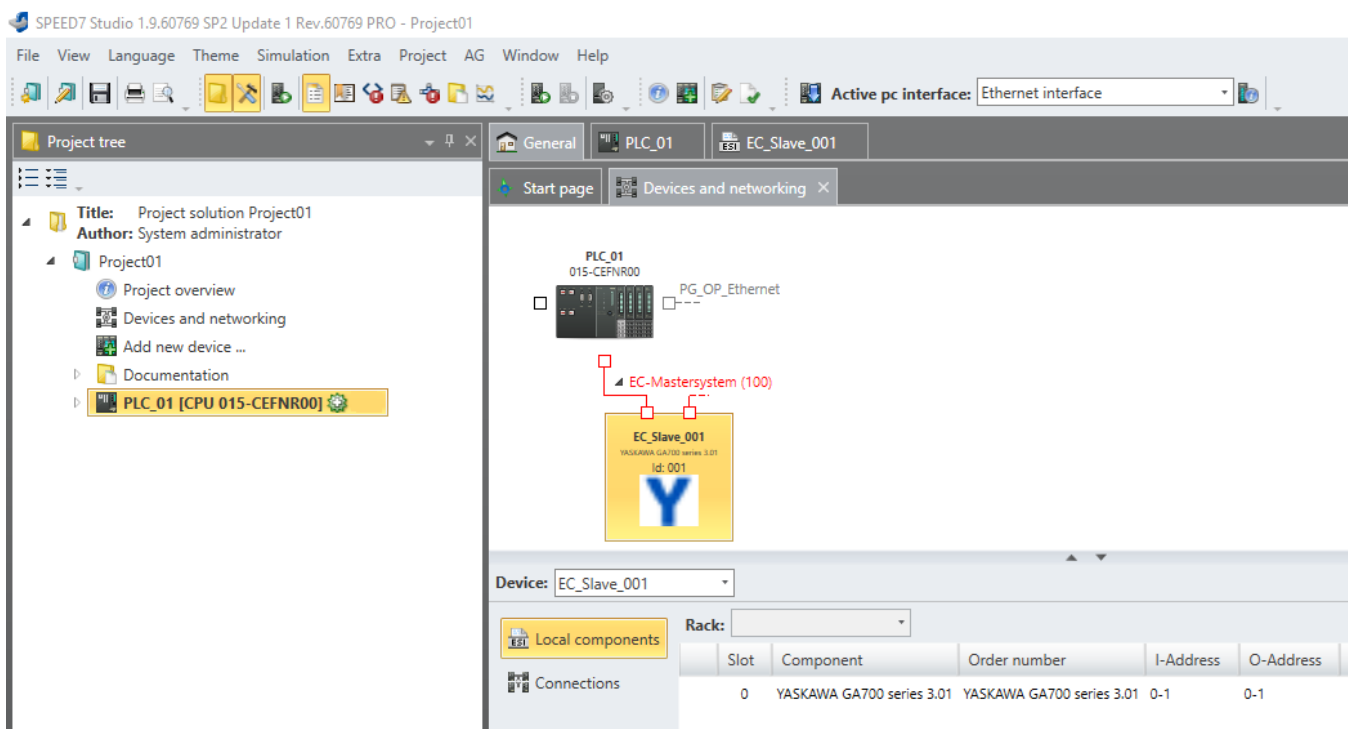 SPEED7 Studio 1.9.60769 SP2 Update 1 Rev.60769 PRO - Project01
File View Language Theme Simulation Extra Project AG Window Help
Active pc interface: Ethernet interface
Project tree
General PLC_01 ESI EC_Slave_001
Start page Devices and networking
Title: Project solution Project01
Author: System administrator
Project01
Project overview
Devices and networking
Add new device ...
Documentation
PLC_01 [CPU 015-CEFNR00]
PLC_01
015-CEFNR00
PG_OP_Ethernet
EC-Mastersystem (100)
EC_Slave_001
YASKAWA GA700 series 3.01
Id: 001
Y
Device: EC_Slave_001
ESI Local components
Connections
Rack:
Slot Component Order number I-Address O-Address
0 YASKAWA GA700 series 3.01 YASKAWA GA700 series 3.01 0-1 0-1